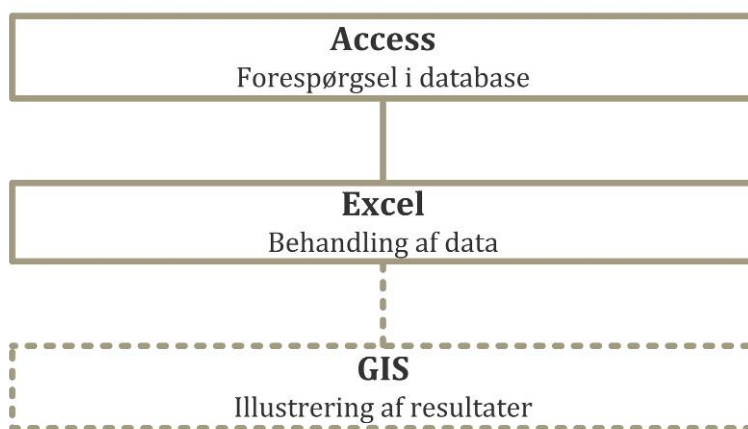 Access
Forespørgsel i database
Excel
Behandling af data
GIS
Illustrering af resultater